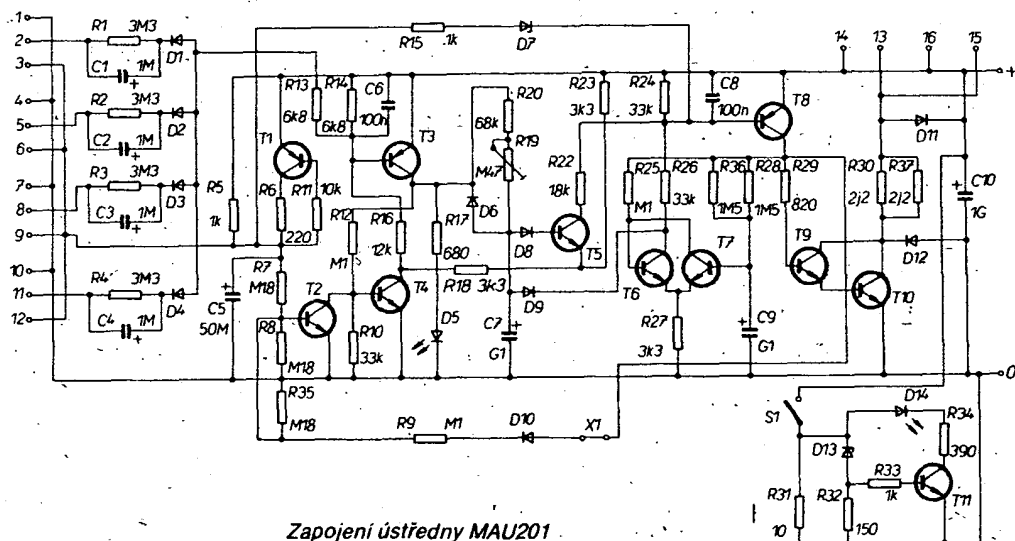 1
2
3
4
5
6
7
8
9
10
11
12
R1 3M3
C1 1M
+
D1
R2 3M3
C2 1M
+
D2
R3 3M3
C3 1M
+
D3
R4 3M3
C4 1M
+
D4
R5
1k
T1
R6
220
R11
10k
R13
6k8
R14
6k8
C6
100n
T3
R15 1k
D7
R7
M18
+
C5
50M
R8
M18
R35
M18
T2
R12
M1
R10
33k
R16
12k
T4
R17
680
R18 3k3
D5
D6
R20
68k
R19
M47
D8
D9
+
C7
G1
R22
18k
T5
R23
3k3
R24
33k
C8
100n
T8
R25
M1
R26
33k
R36
1M5
R28
1M5
R29
820
T6
T7
R27
3k3
+
C9
G1
T9
T10
R30
2j2
R37
2j2
D11
D12
+
C10
1G
14
13
16
15
+
0
R9 M1
D10
X1
S1
D14
R34
390
D13
R33
1k
T11
R31
10
R32
150
Zapojení ústředny MAU201